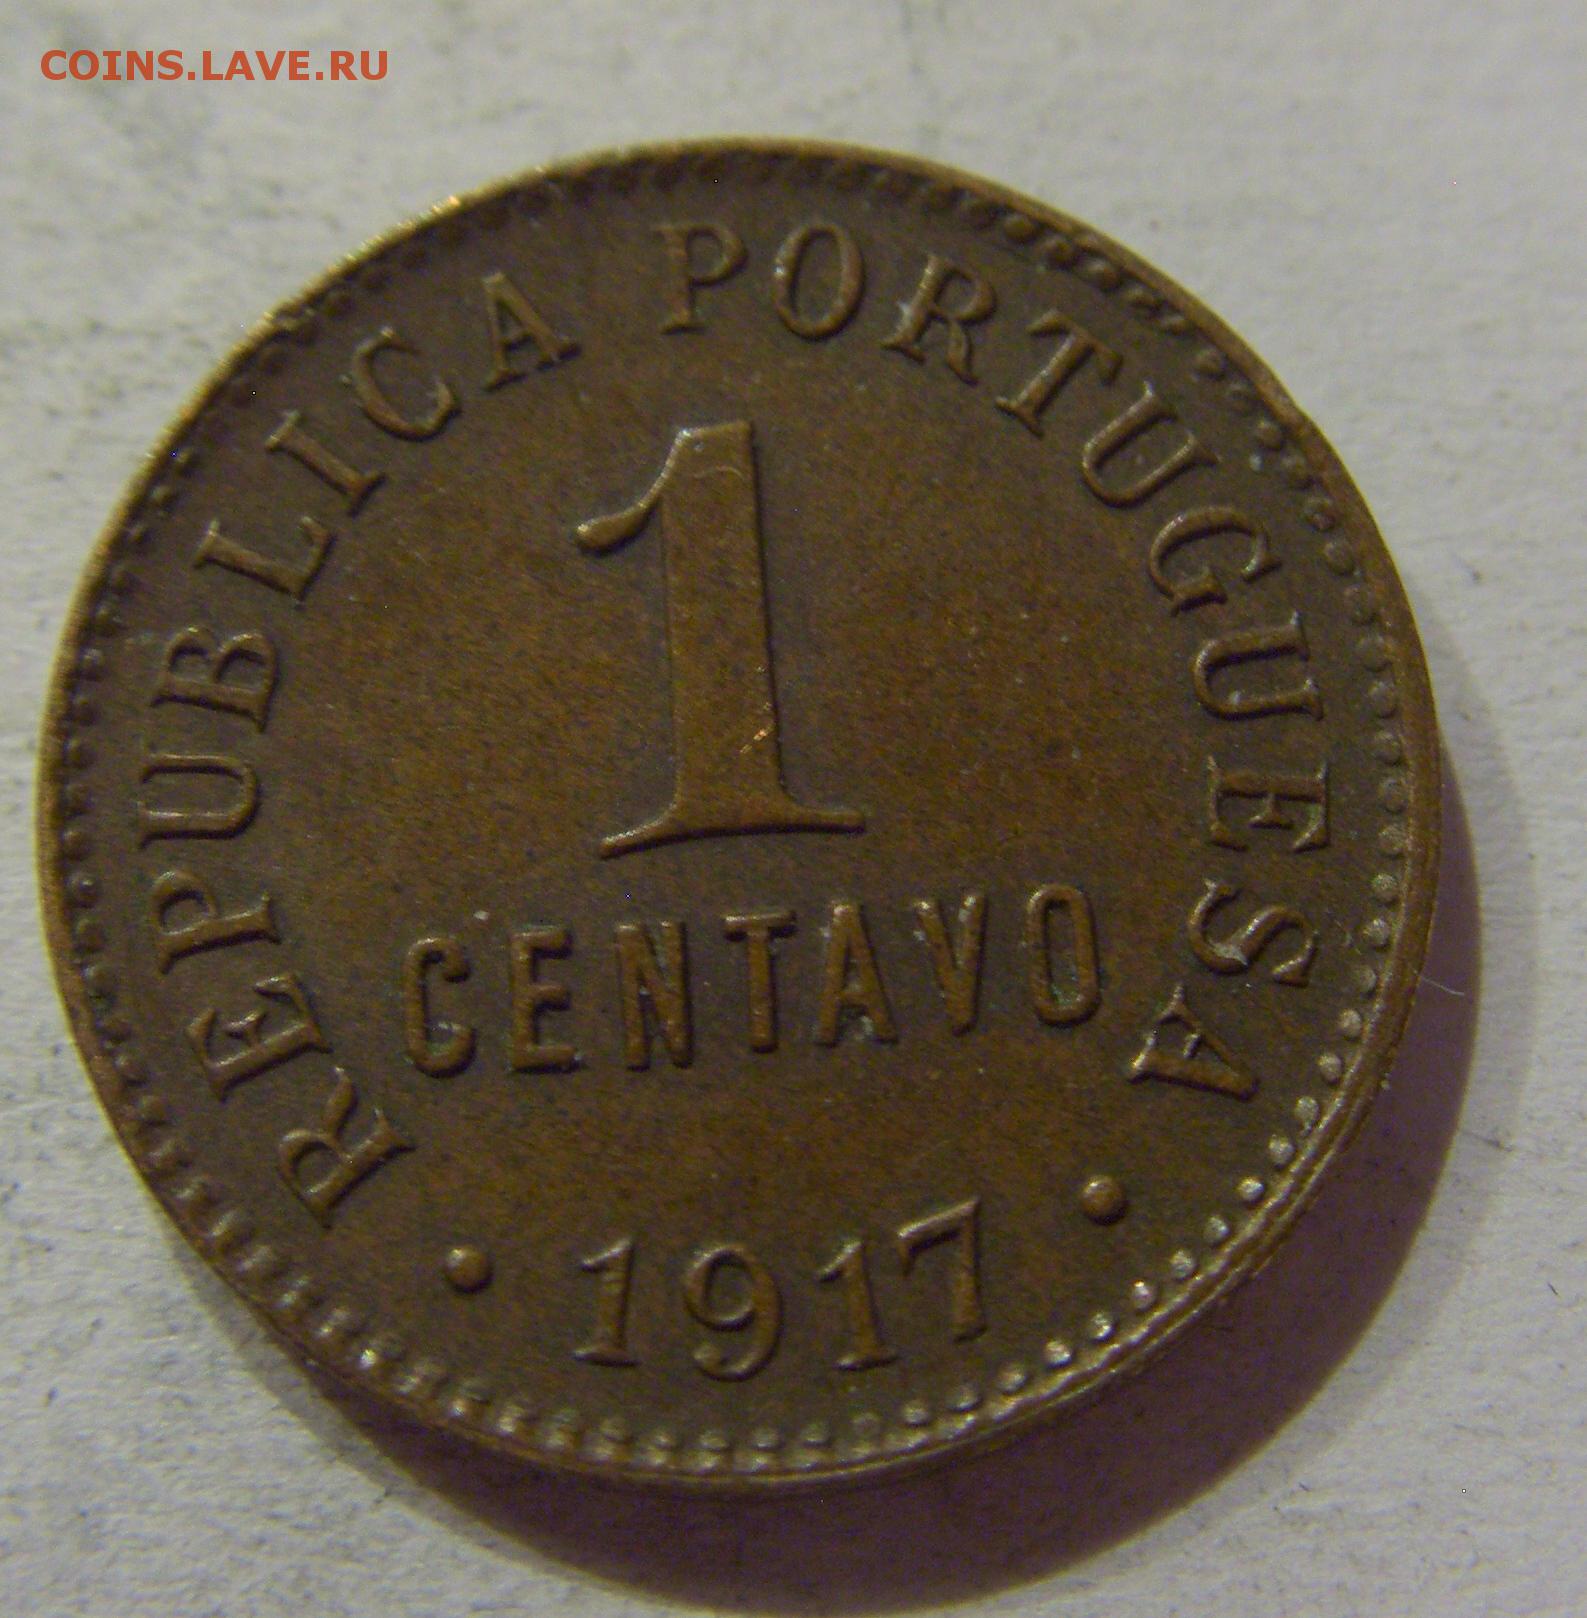 COINS.LAVE.RU
REPUBLICA PORTUGUESA
1
CENTAVO
• 1917 •